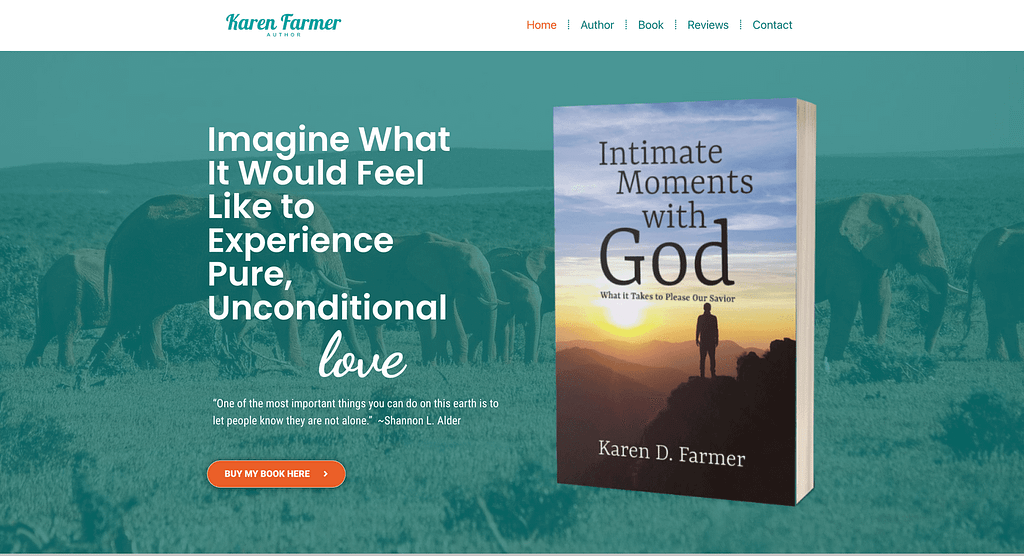 Karen Farmer
AUTHOR
Home
Author
Book
Reviews
Contact
Imagine What
It Would Feel
Like to
Experience
Pure,
Unconditional
love
“One of the most important things you can do on this earth is to
let people know they are not alone.” ~Shannon L. Alder
BUY MY BOOK HERE >
Intimate
Moments
with
God
What it Takes to Please Our Savior
Karen D. Farmer